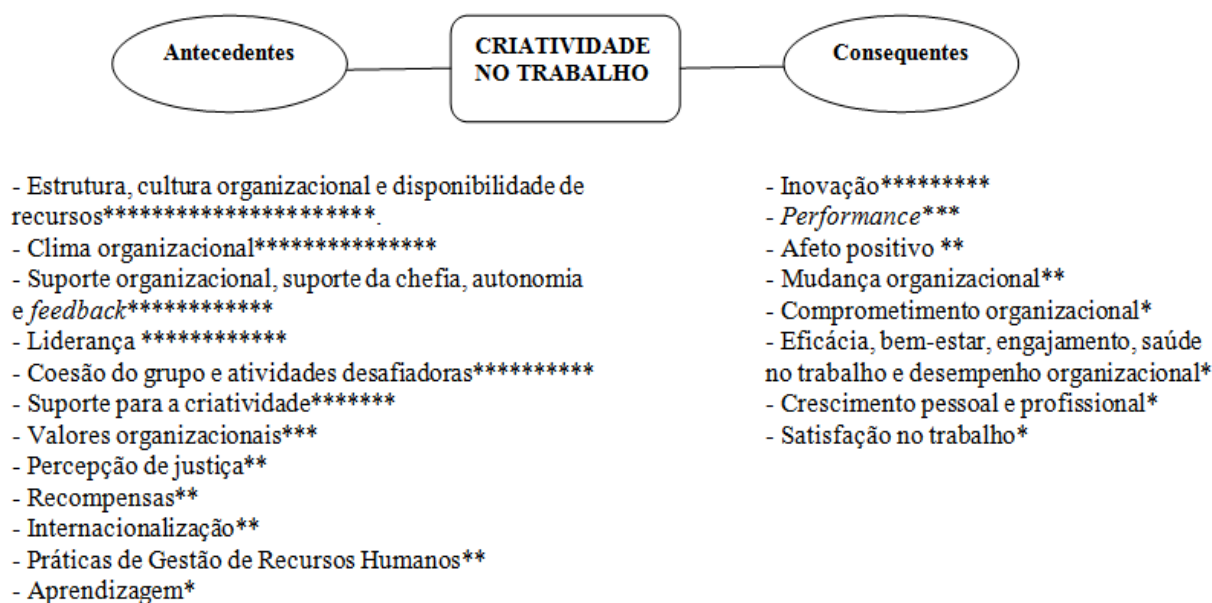 Antecedentes
CRIATIVIDADE
NO TRABALHO
Consequentes
- Estrutura, cultura organizacional e disponibilidade de
recursos**********************.
- Clima organizacional***************
- Suporte organizacional, suporte da chefia, autonomia
e feedback************
- Liderança ************
- Coesão do grupo e atividades desafiadoras**********
- Suporte para a criatividade*******
- Valores organizacionais***
- Percepção de justiça**
- Recompensas**
- Internacionalização**
- Práticas de Gestão de Recursos Humanos**
- Aprendizagem*
- Inovação*********
- Performance***
- Afeto positivo **
- Mudança organizacional**
- Comprometimento organizacional*
- Eficácia, bem-estar, engajamento, saúde
no trabalho e desempenho organizacional*
- Crescimento pessoal e profissional*
- Satisfação no trabalho*